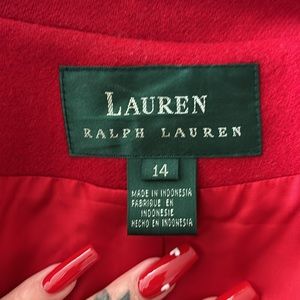 LAUREN
RALPH LAUREN
14
MADE IN INDONESIA
FABRIQUE EN
INDONESIE
HECHO EN INDONESIA